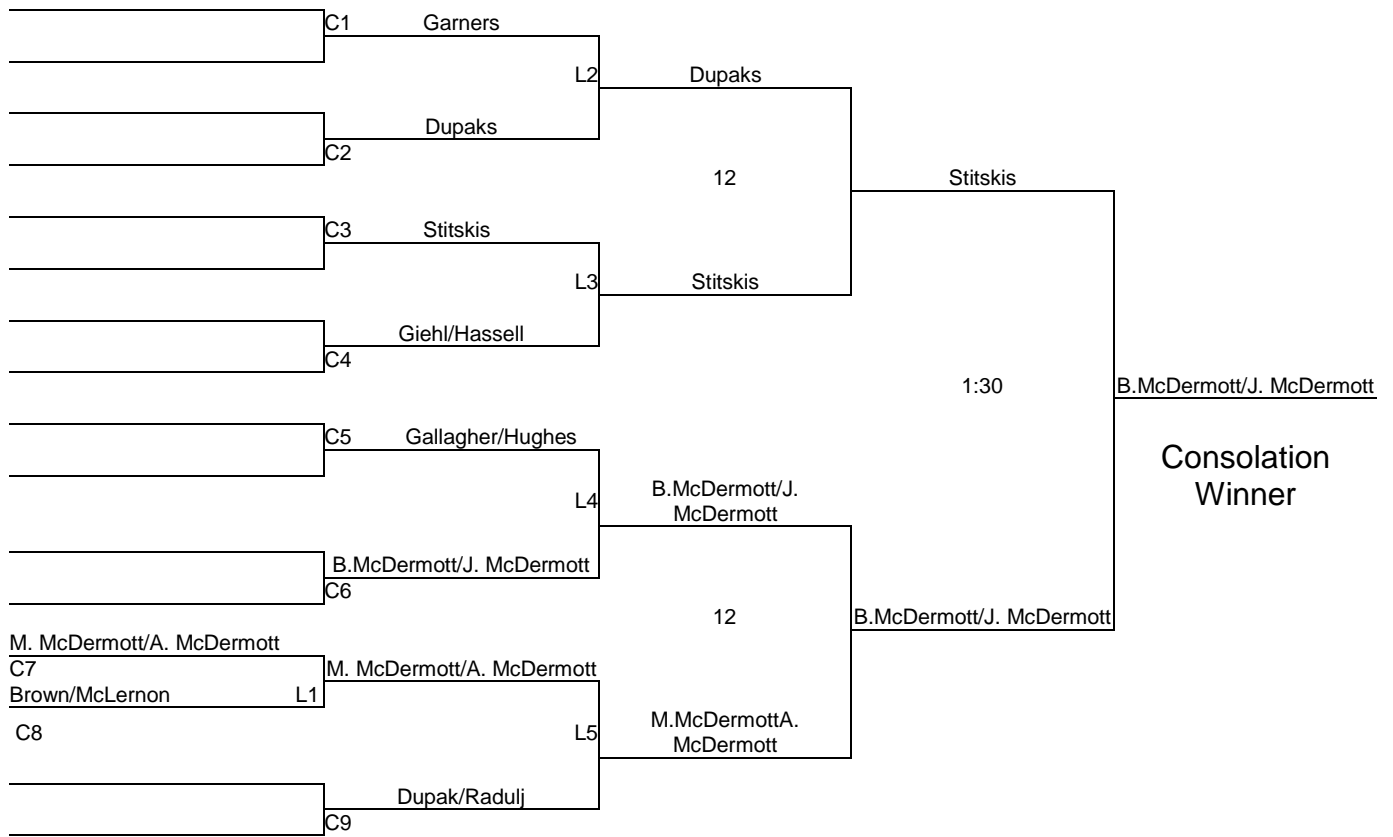 C1 Garners
L2 Dupaks
Dupaks
C2
12 Stitskis
C3 Stitskis
L3 Stitskis
Giehl/Hassell
C4
1:30 B.McDermott/J. McDermott
C5 Gallagher/Hughes
Consolation
Winner
L4 B.McDermott/J.
McDermott
B.McDermott/J. McDermott
C6
12 B.McDermott/J. McDermott
M. McDermott/A. McDermott
C7 M. McDermott/A. McDermott
Brown/McLernon L1
C8 L5 M.McDermottA.
McDermott
Dupak/Radulj
C9